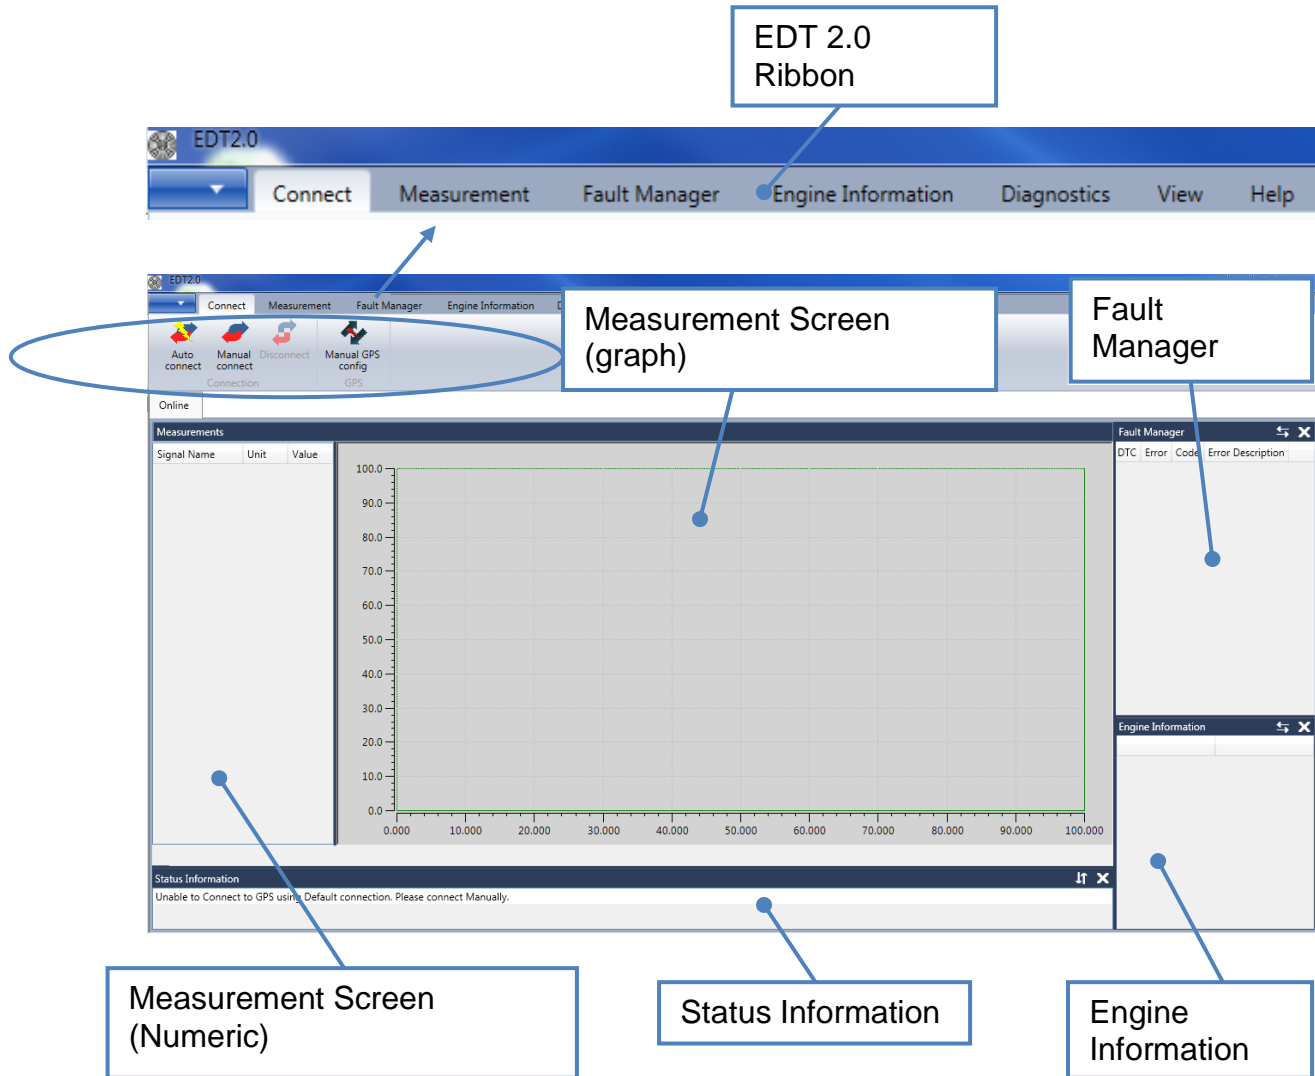 EDT 2.0
Ribbon
EDT2.0
Connect Measurement Fault Manager Engine Information Diagnostics View Help
EDT2.0
Connect Measurement Fault Manager Engine Information D
Auto connect Manual connect Disconnect Manual GPS config
Connection GPS
Measurement Screen
(graph)
Fault
Manager
Online
Measurements
Signal Name Unit Value
100.0
90.0
80.0
70.0
60.0
50.0
40.0
30.0
20.0
10.0
0.0
0.000 10.000 20.000 30.000 40.000 50.000 60.000 70.000 80.000 90.000 100.000
Fault Manager
DTC Error Code Error Description
Engine Information
Status Information
Unable to Connect to GPS using Default connection. Please connect Manually.
Measurement Screen
(Numeric)
Status Information
Engine
Information